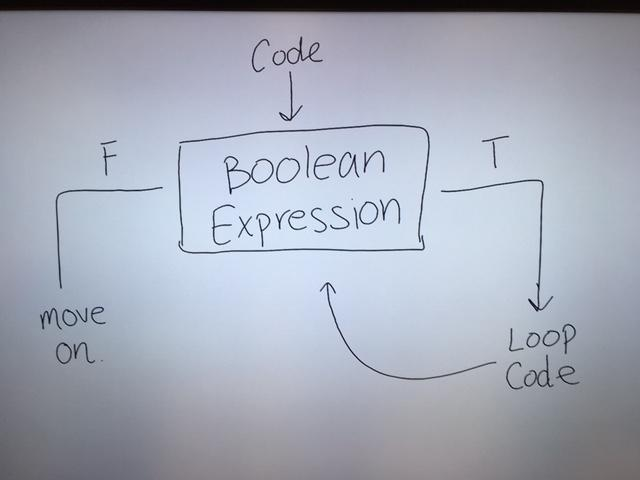 Code
F
T
Boolean
Expression
move
on.
Loop
Code